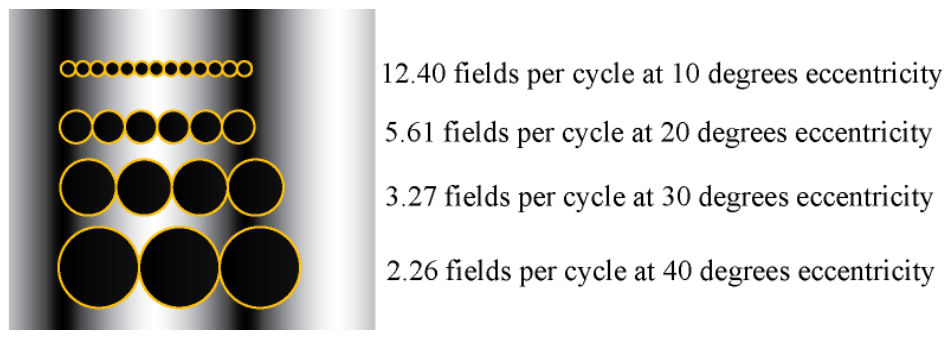 12.40 fields per cycle at 10 degrees eccentricity
5.61 fields per cycle at 20 degrees eccentricity
3.27 fields per cycle at 30 degrees eccentricity
2.26 fields per cycle at 40 degrees eccentricity